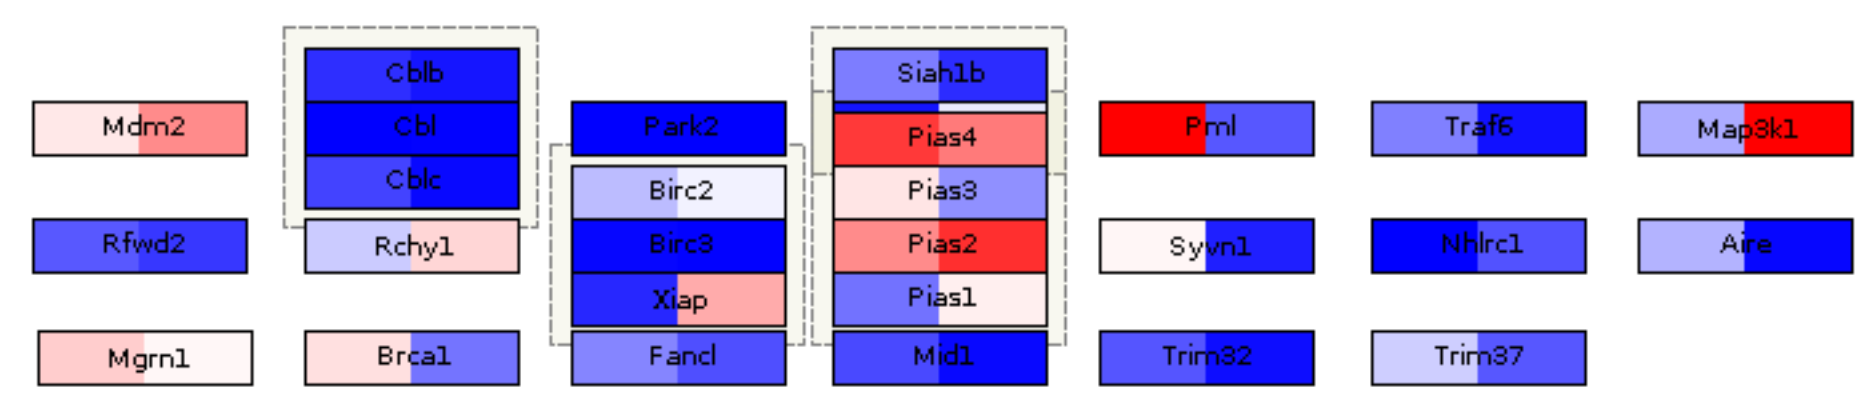 Cblb
Siah1b
Mdm2
Cbl
Park2
Pias4
Pml
Traf6
Map3k1
Cblc
Birc2
Pias3
Rfwd2
Rchy1
Birc3
Pias2
Syvn1
Nhlrc1
Aire
Xiap
Pias1
Mgrn1
Brca1
Fancl
Mid1
Trim32
Trim37